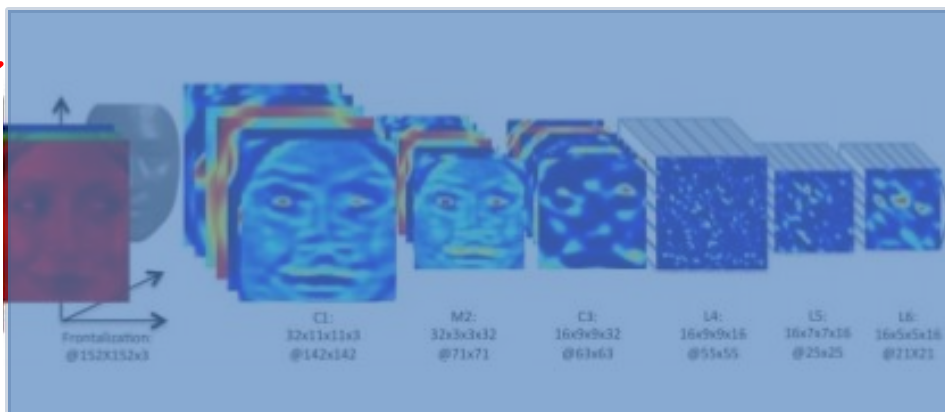 Frontalization:
@152X152x3
C1:
32x11x11x3
@142x142
M2:
32x3x3x32
@71x71
C3:
16x9x9x32
@63x63
L4:
16x9x9x16
@55x55
L5:
16x7x7x16
@25x25
L6:
16x5x5x16
@21X21